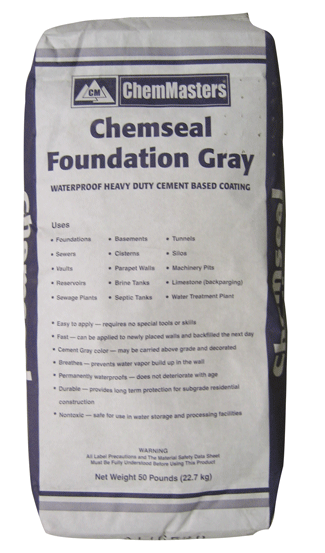 CM ChemMasters
Chemseal
Foundation Gray
WATERPROOF HEAVY DUTY CEMENT BASED COATING
Uses
• Foundations • Basements • Tunnels
• Sewers • Cisterns • Silos
• Vaults • Parapet Walls • Machinery Pits
• Reservoirs • Brine Tanks • Limestone (backparging)
• Sewage Plants • Septic Tanks • Water Treatment Plant
• Easy to apply — requires no special tools or skills
• Fast — can be applied to newly placed walls and backfilled the next day
• Cement Gray color — may be carried above grade and decorated
• Breathes — prevents water vapor build up in the wall
• Permanently waterproofs — does not deteriorate with age
• Durable — provides long term protection for subgrade residential
construction
• Nontoxic — safe for use in water storage and processing facilities
WARNING
All Label Precautions and The Material Safety Data Sheet
Must Be Fully Understood Before Using This Product
Net Weight 50 Pounds (22.7 kg)
Chemseal